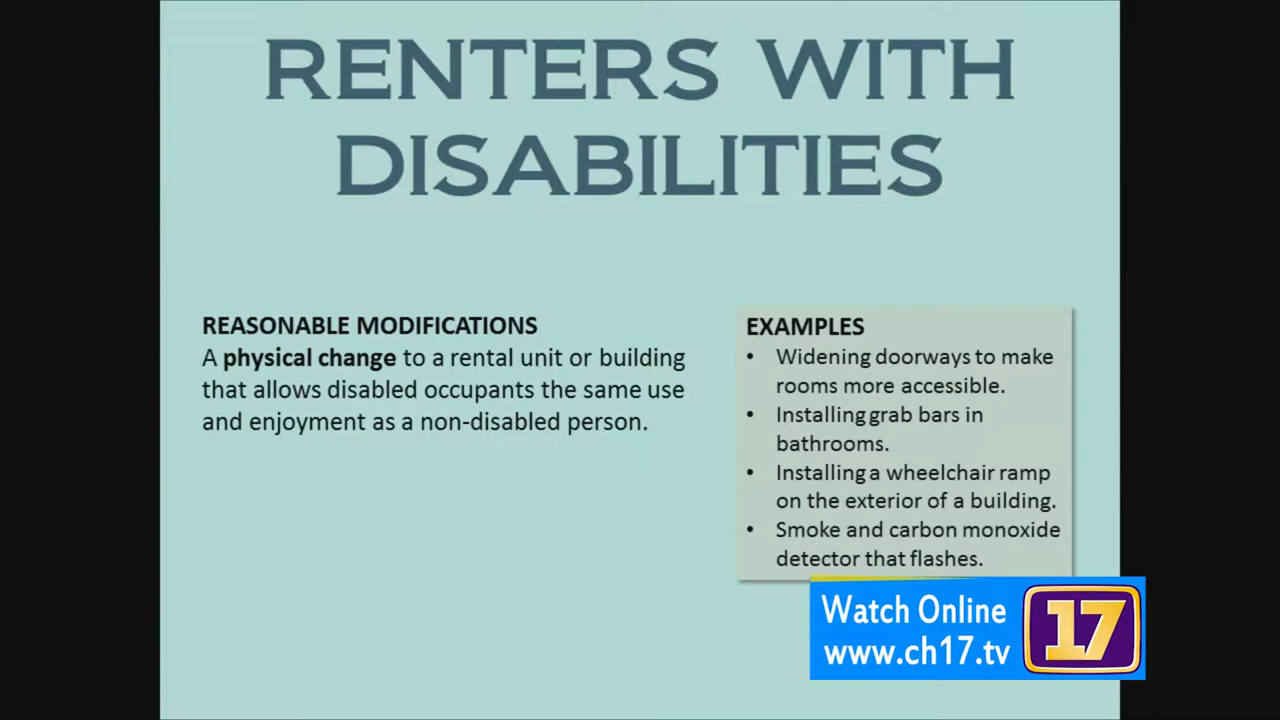 RENTERS WITH
DISABILITIES
REASONABLE MODIFICATIONS
A physical change to a rental unit or building
that allows disabled occupants the same use
and enjoyment as a non-disabled person.
EXAMPLES
• Widening doorways to make
rooms more accessible.
• Installing grab bars in
bathrooms.
• Installing a wheelchair ramp
on the exterior of a building.
• Smoke and carbon monoxide
detector that flashes.
Watch Online
www.ch17.tv
17